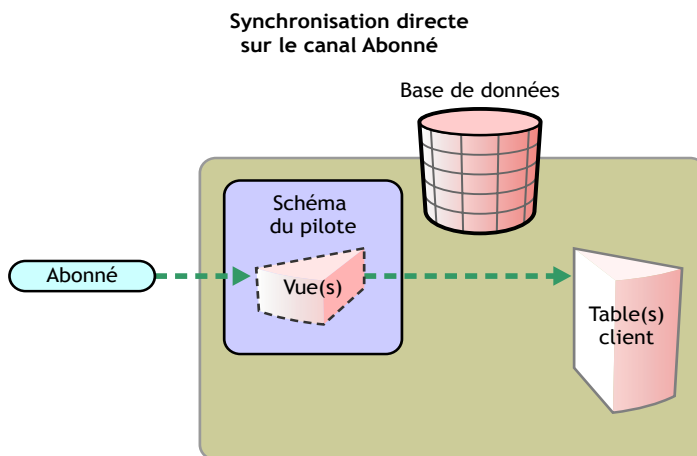 Synchronisation directe
sur le canal Abonné
Base de données
Schéma
du pilote
Abonné
Vue(s)
Table(s)
client